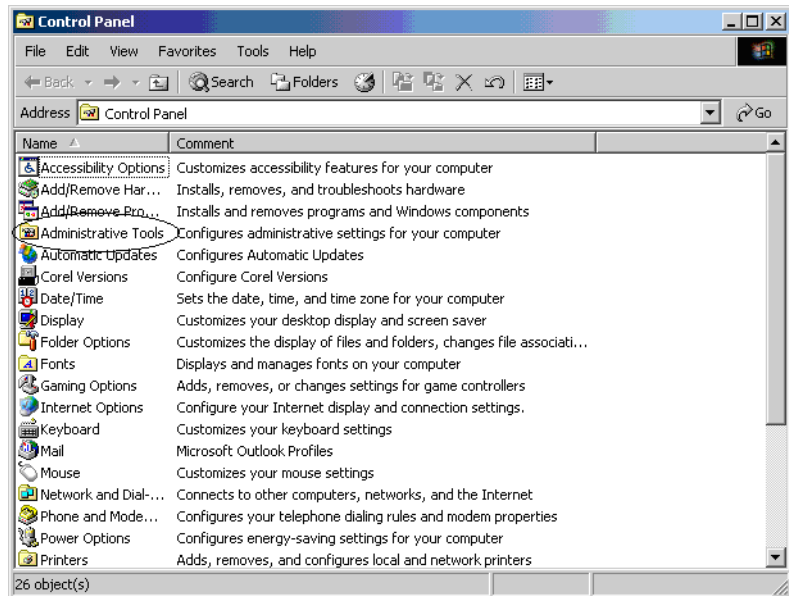 Control Panel
File Edit View Favorites Tools Help
Back Search Folders
Address Control Panel Go
Name Comment
Accessibility Options Customizes accessibility features for your computer
Add/Remove Har... Installs, removes, and troubleshoots hardware
Add/Remove Pro... Installs and removes programs and Windows components
Administrative Tools Configures administrative settings for your computer
Automatic Updates Configures Automatic Updates
Corel Versions Configure Corel Versions
Date/Time Sets the date, time, and time zone for your computer
Display Customizes your desktop display and screen saver
Folder Options Customizes the display of files and folders, changes file associati...
Fonts Displays and manages fonts on your computer
Gaming Options Adds, removes, or changes settings for game controllers
Internet Options Configure your Internet display and connection settings.
Keyboard Customizes your keyboard settings
Mail Microsoft Outlook Profiles
Mouse Customizes your mouse settings
Network and Dial-... Connects to other computers, networks, and the Internet
Phone and Mode... Configures your telephone dialing rules and modem properties
Power Options Configures energy-saving settings for your computer
Printers Adds, removes, and configures local and network printers
26 object(s)